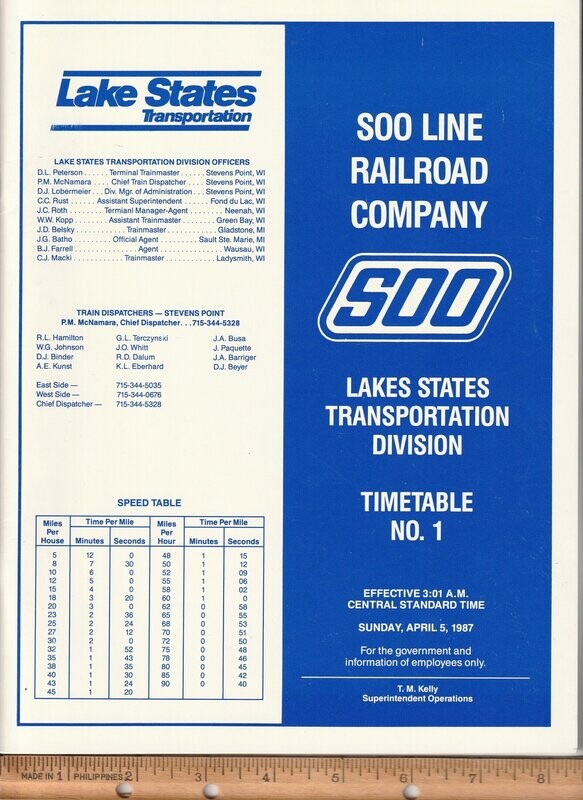 Lake States
Transportation
LAKE STATES TRANSPORTATION DIVISION OFFICERS
D.L. Peterson . . . . . . Terminal Trainmaster . . . . . Stevens Point, WI
P.M. McNamara . . . . Chief Train Dispatcher . . . . Stevens Point, WI
D.J. Lobermeier . . Div. Mgr. of Administration . . . Stevens Point, WI
C.C. Rust . . . . . . . Assistant Superintendent . . . . . . Fond du Lac, WI
J.C. Roth . . . . . . . Termianl Manager-Agent . . . . . . . . Neenah, WI
W.W. Kopp . . . . . . . Assistant Trainmaster . . . . . . . Green Bay, WI
J.D. Belsky . . . . . . . . . . Trainmaster . . . . . . . . . . Gladstone, MI
J.G. Batho . . . . . . . . Official Agent . . . . . . . Sault Ste. Marie, MI
B.J. Farrell . . . . . . . . . . . Agent . . . . . . . . . . . Wausau, WI
C.J. Macki . . . . . . . . . . Trainmaster . . . . . . . . . . Ladysmith, WI
TRAIN DISPATCHERS — STEVENS POINT
P.M. McNamara, Chief Dispatcher. . .715-344-5328
R.L. Hamilton G.L. Terczynski J.A. Busa
W.G. Johnson J.O. Whitt J. Paquette
D.J. Binder R.D. Dalum J.A. Barriger
A.E. Kunst K.L. Eberhard D.J. Beyer
East Side — 715-344-5035
West Side — 715-344-0676
Chief Dispatcher — 715-344-5328
SPEED TABLE
Miles Per House Time Per Mile Miles Per Hour Time Per Mile
Minutes Seconds Minutes Seconds
5 12 0 48 1 15
8 7 30 50 1 12
10 6 0 52 1 09
12 5 0 55 1 06
15 4 0 58 1 02
18 3 20 60 1 0
20 3 0 62 0 58
23 2 36 65 0 55
25 2 24 68 0 53
27 2 12 70 0 51
30 2 0 72 0 50
32 1 52 75 0 48
35 1 43 78 0 46
38 1 35 80 0 45
40 1 30 85 0 42
43 1 24 90 0 40
45 1 20
SOO LINE
RAILROAD
COMPANY
SOO
LAKES STATES
TRANSPORTATION
DIVISION
TIMETABLE
NO. 1
EFFECTIVE 3:01 A.M.
CENTRAL STANDARD TIME
SUNDAY, APRIL 5, 1987
For the government and
information of employees only.
T. M. Kelly
Superintendent Operations
MADE IN 1 PHILIPPINES 2 3 4 5 6 7 8